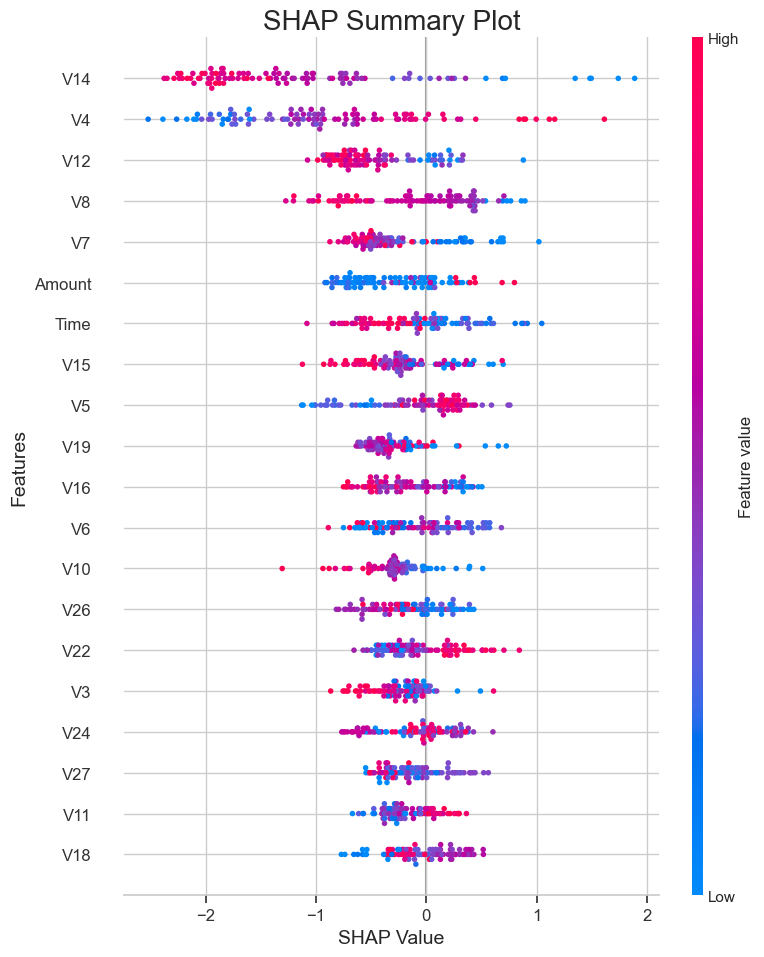 SHAP Summary Plot
High
V14
V4
V12
V8
V7
Amount
Time
V15
V5
V19
V16
V6
V10
V26
V22
V3
V24
V27
V11
V18
Features
Feature value
Low
−2
−1
0
1
2
SHAP Value